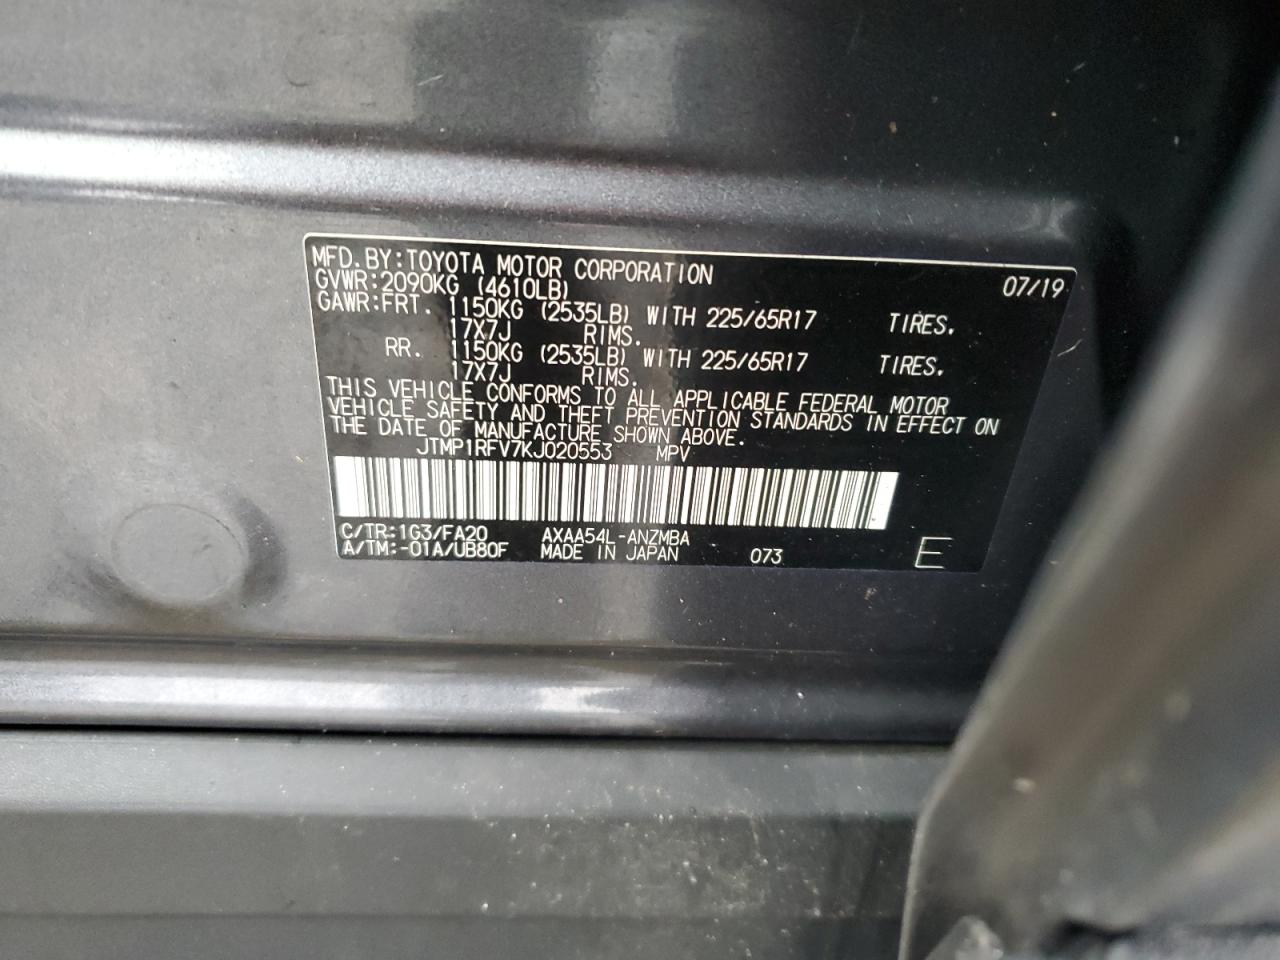 MFD.BY:TOYOTA MOTOR CORPORATION 07/19
GVWR:2090KG (4610LB)
GAWR:FRT. 1150KG (2535LB) WITH 225/65R17 TIRES.
17X7J RIMS.
RR. 1150KG (2535LB) WITH 225/65R17 TIRES.
17X7J RIMS.
THIS VEHICLE CONFORMS TO ALL APPLICABLE FEDERAL MOTOR
VEHICLE SAFETY AND THEFT PREVENTION STANDARDS IN EFFECT ON
THE DATE OF MANUFACTURE SHOWN ABOVE.
JTMP1RFV7KJ020553 MPV
C/TR:1G3/FA20 AXAA54L-ANZMBA
A/TM:-01A/UB80F MADE IN JAPAN 073 E